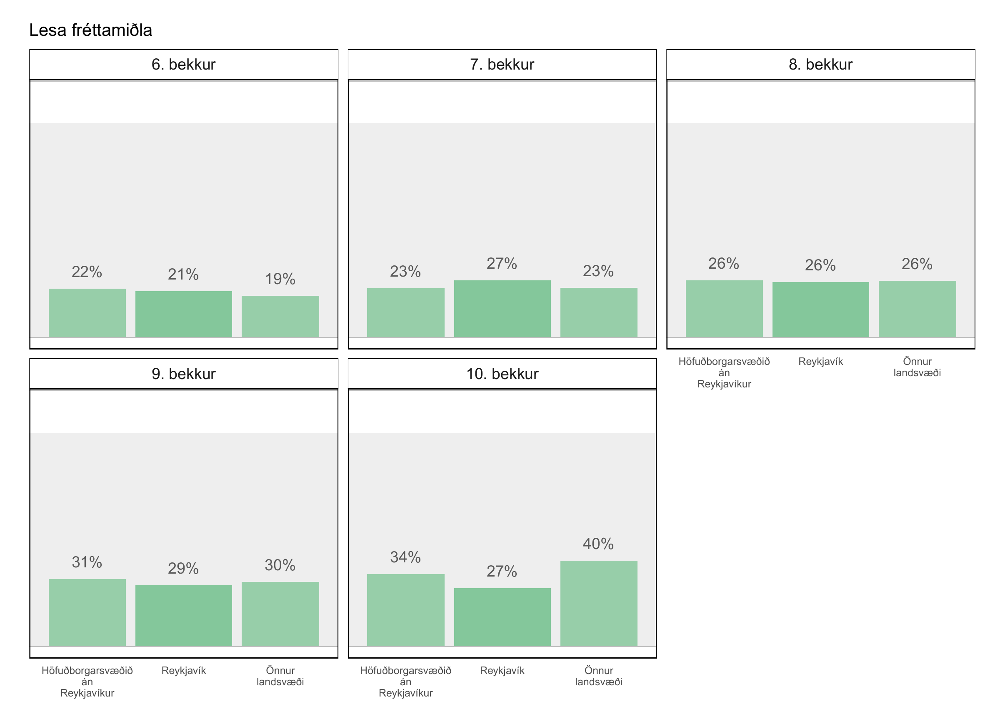 Lesa fréttamiðla
6. bekkur
7. bekkur
8. bekkur
22%
21%
19%
23%
27%
23%
26%
26%
26%
Höfuðborgarsvæðið
án
Reykjavíkur
Reykjavík
Önnur
landsvæði
9. bekkur
10. bekkur
31%
29%
30%
34%
27%
40%
Höfuðborgarsvæðið
án
Reykjavíkur
Reykjavík
Önnur
landsvæði
Höfuðborgarsvæðið
án
Reykjavíkur
Reykjavík
Önnur
landsvæði